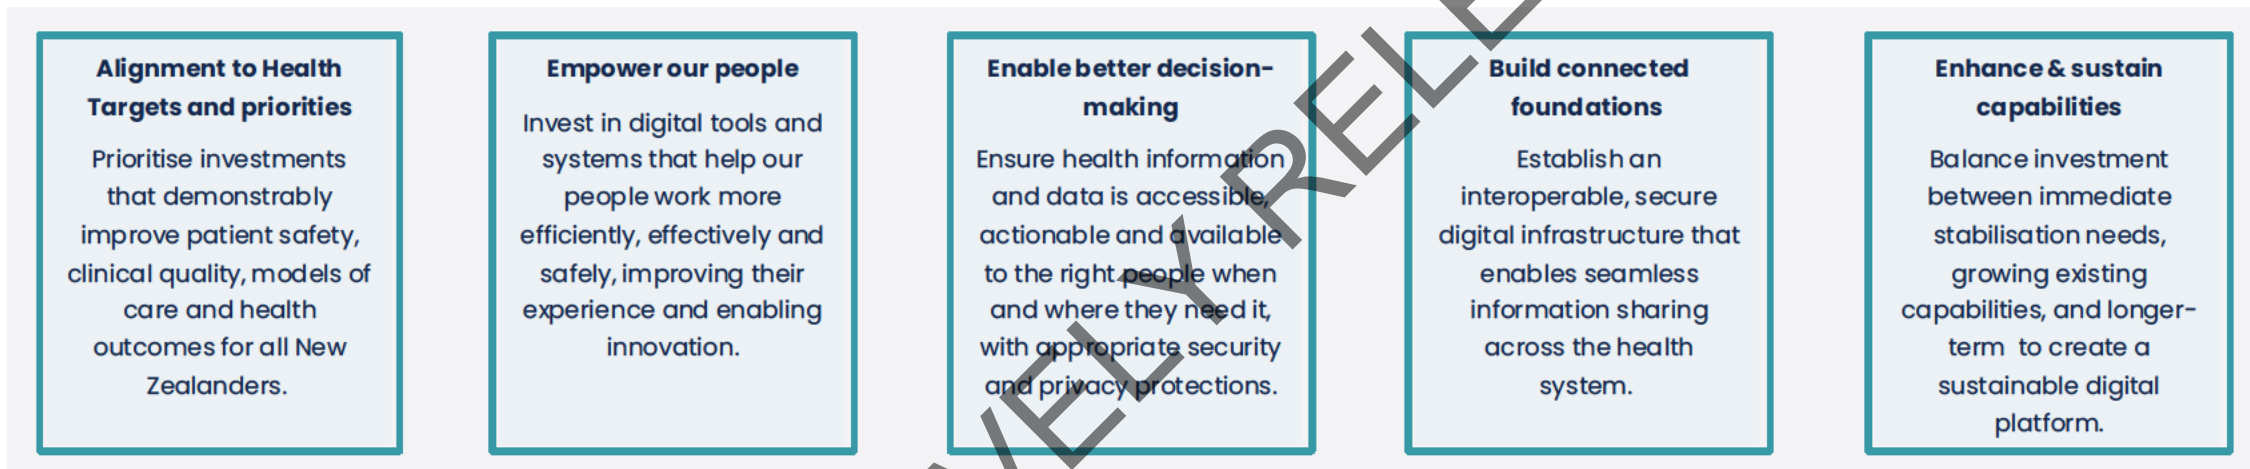 Alignment to Health
Targets and priorities
Prioritise investments
that demonstrably
improve patient safety,
clinical quality, models of
care and health
outcomes for all New
Zealanders.
Empower our people
Invest in digital tools and
systems that help our
people work more
efficiently, effectively and
safely, improving their
experience and enabling
innovation.
Enable better decision-
making
Ensure health information
and data is accessible,
actionable and available
to the right people when
and where they need it,
with appropriate security
and privacy protections.
Build connected
foundations
Establish an
interoperable, secure
digital infrastructure that
enables seamless
information sharing
across the health
system.
Enhance & sustain
capabilities
Balance investment
between immediate
stabilisation needs,
growing existing
capabilities, and longer-
term to create a
sustainable digital
platform.
VELY RELE